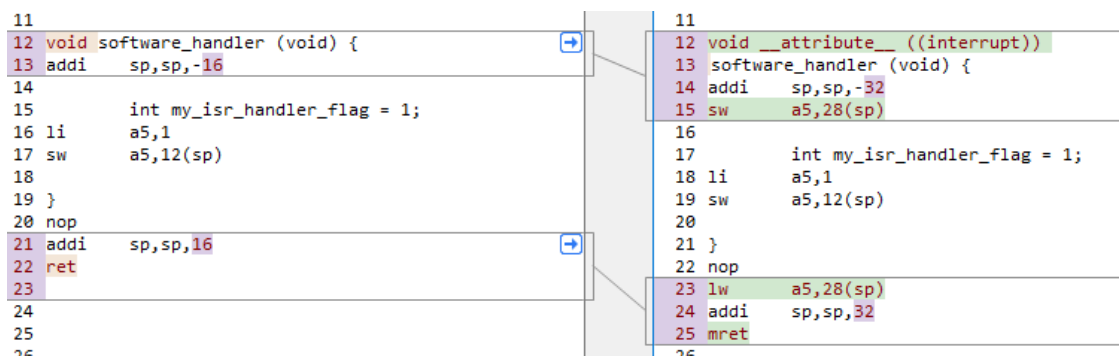 11
12 void software_handler (void) {
13 addi sp,sp,-16
14
15 int my_isr_handler_flag = 1;
16 li a5,1
17 sw a5,12(sp)
18
19 }
20 nop
21 addi sp,sp,16
22 ret
23
24
25
26
11
12 void __attribute__ ((interrupt))
13 software_handler (void) {
14 addi sp,sp,-32
15 sw a5,28(sp)
16
17 int my_isr_handler_flag = 1;
18 li a5,1
19 sw a5,12(sp)
20
21 }
22 nop
23 lw a5,28(sp)
24 addi sp,sp,32
25 mret
26